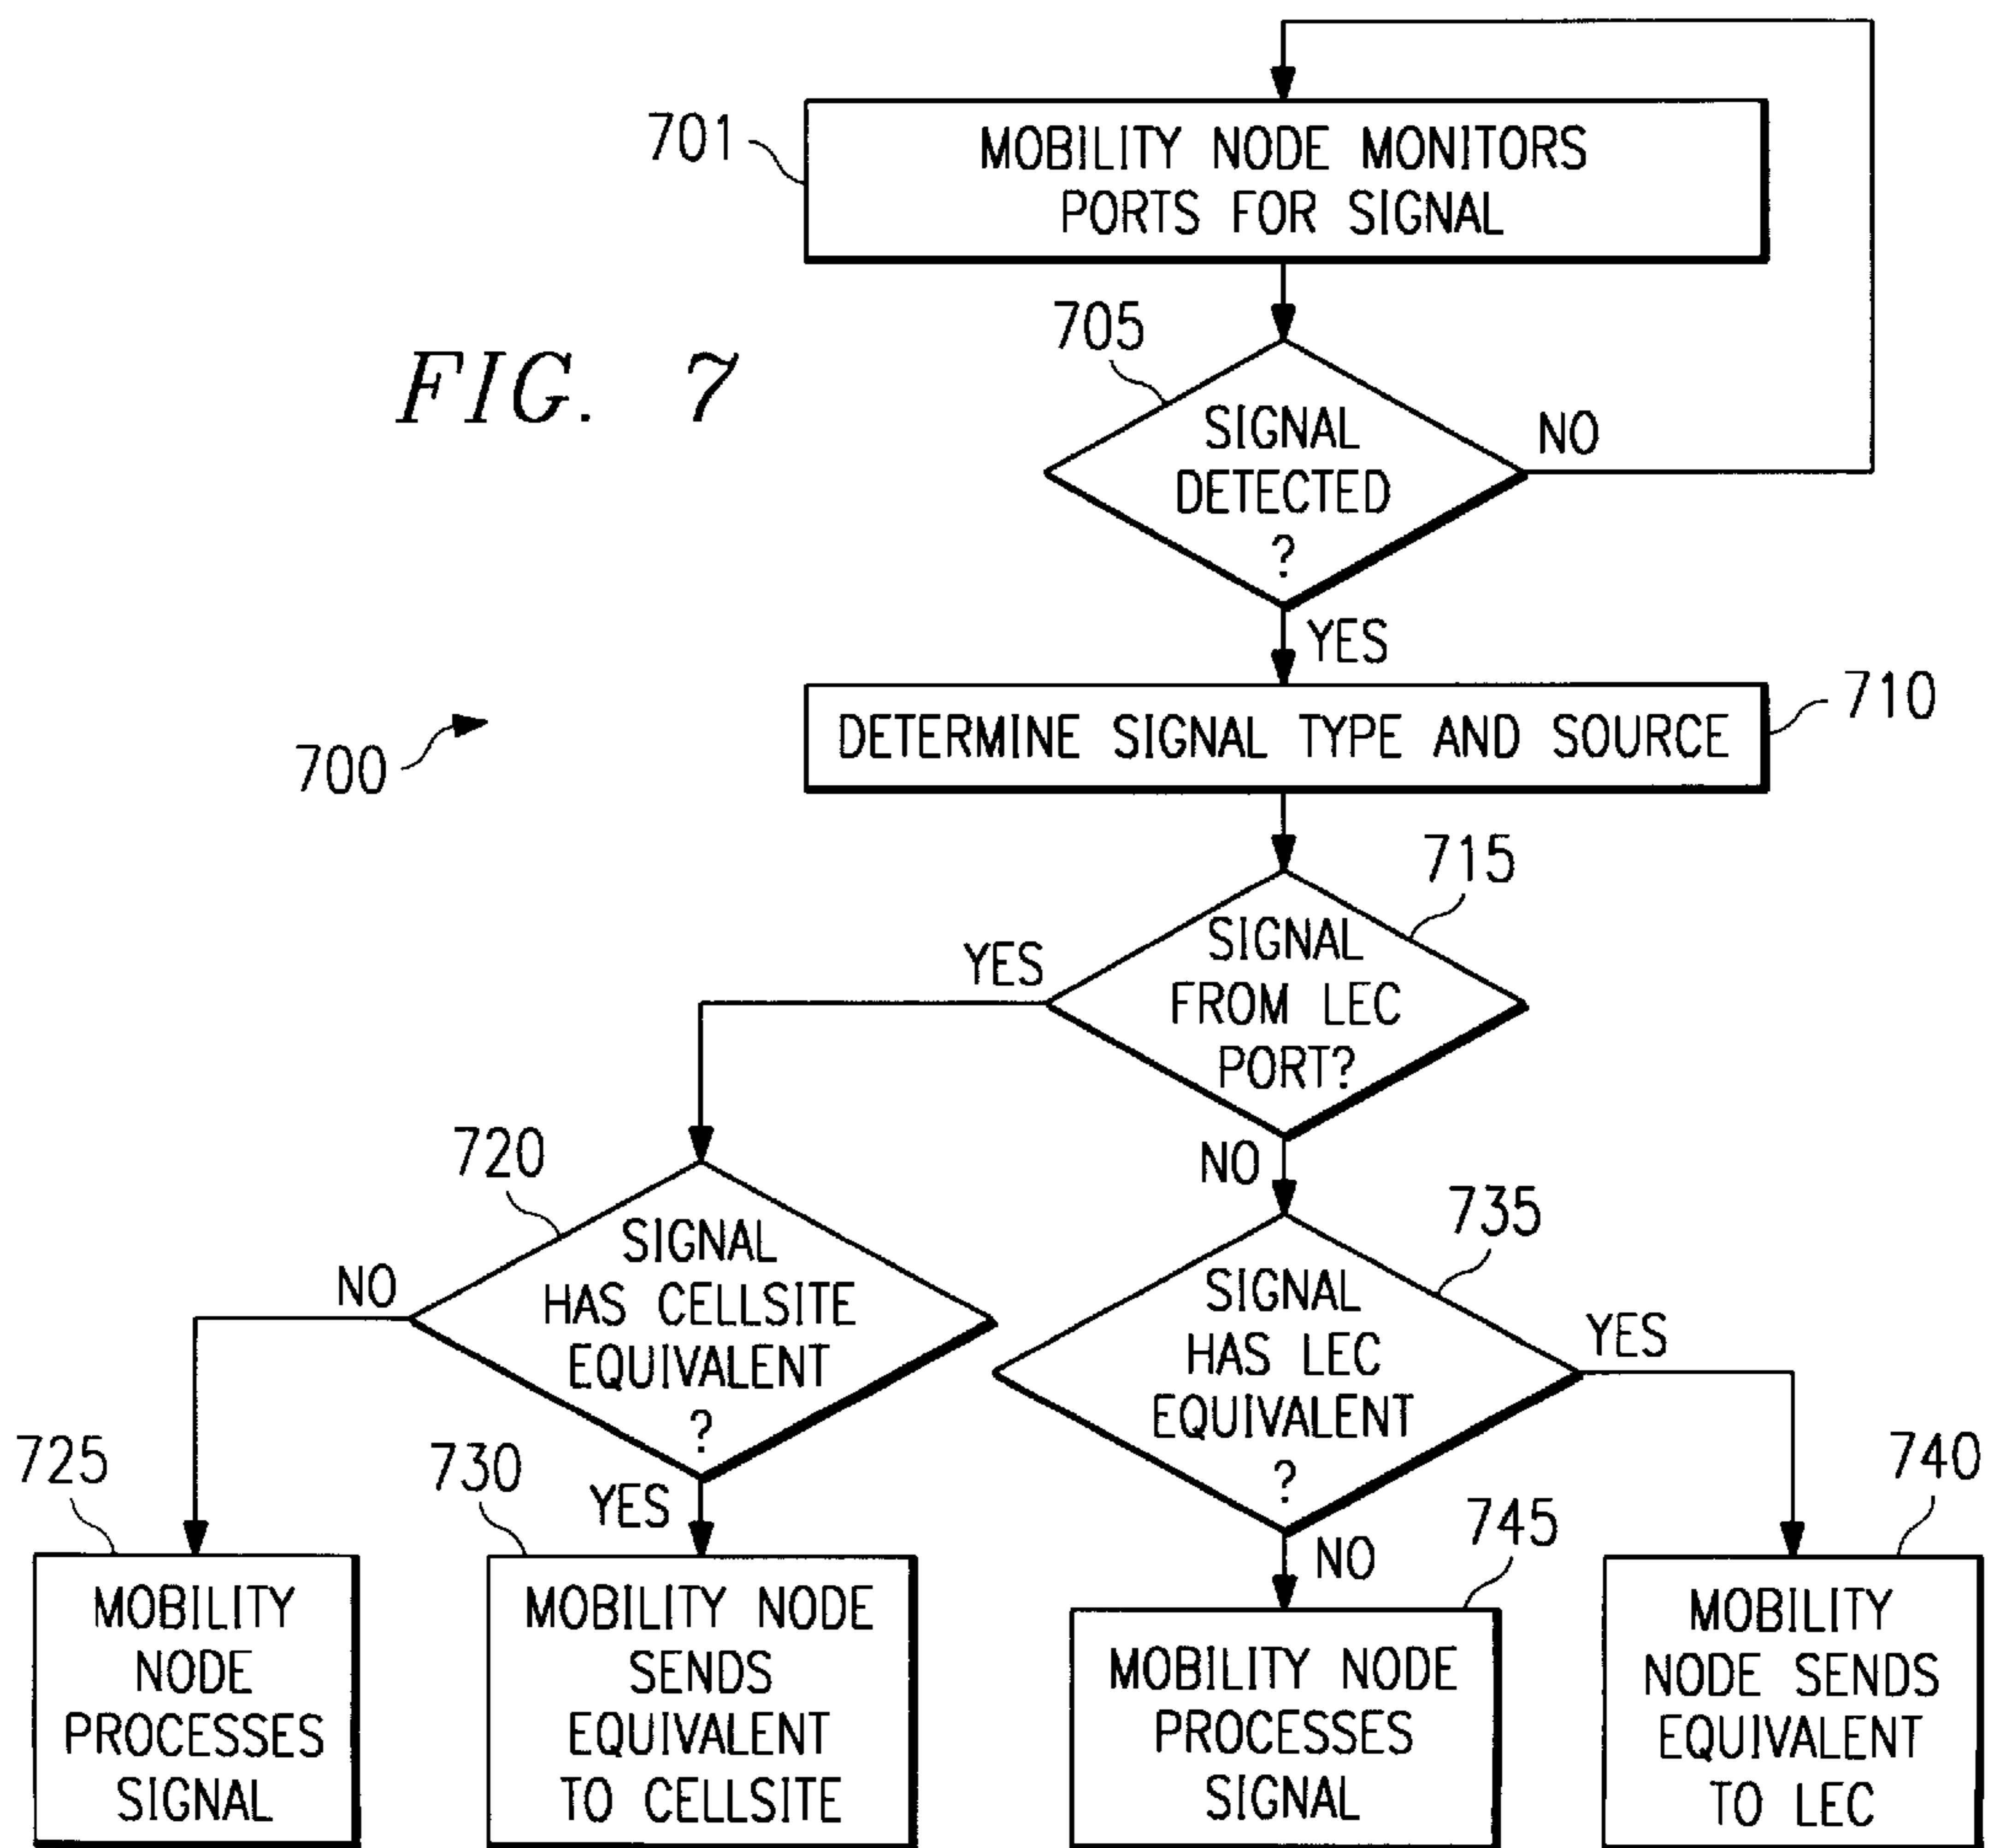 701
MOBILITY NODE MONITORS
PORTS FOR SIGNAL
705
FIG. 7
SIGNAL
DETECTED
?
NO
YES
700
DETERMINE SIGNAL TYPE AND SOURCE
710
715
SIGNAL
FROM LEC
PORT?
YES
NO
720
SIGNAL
HAS CELLSITE
EQUIVALENT
?
NO
YES
735
SIGNAL
HAS LEC
EQUIVALENT
?
YES
NO
725
MOBILITY
NODE
PROCESSES
SIGNAL
730
MOBILITY NODE
SENDS
EQUIVALENT
TO CELLSITE
745
MOBILITY NODE
PROCESSES
SIGNAL
740
MOBILITY
NODE SENDS
EQUIVALENT
TO LEC